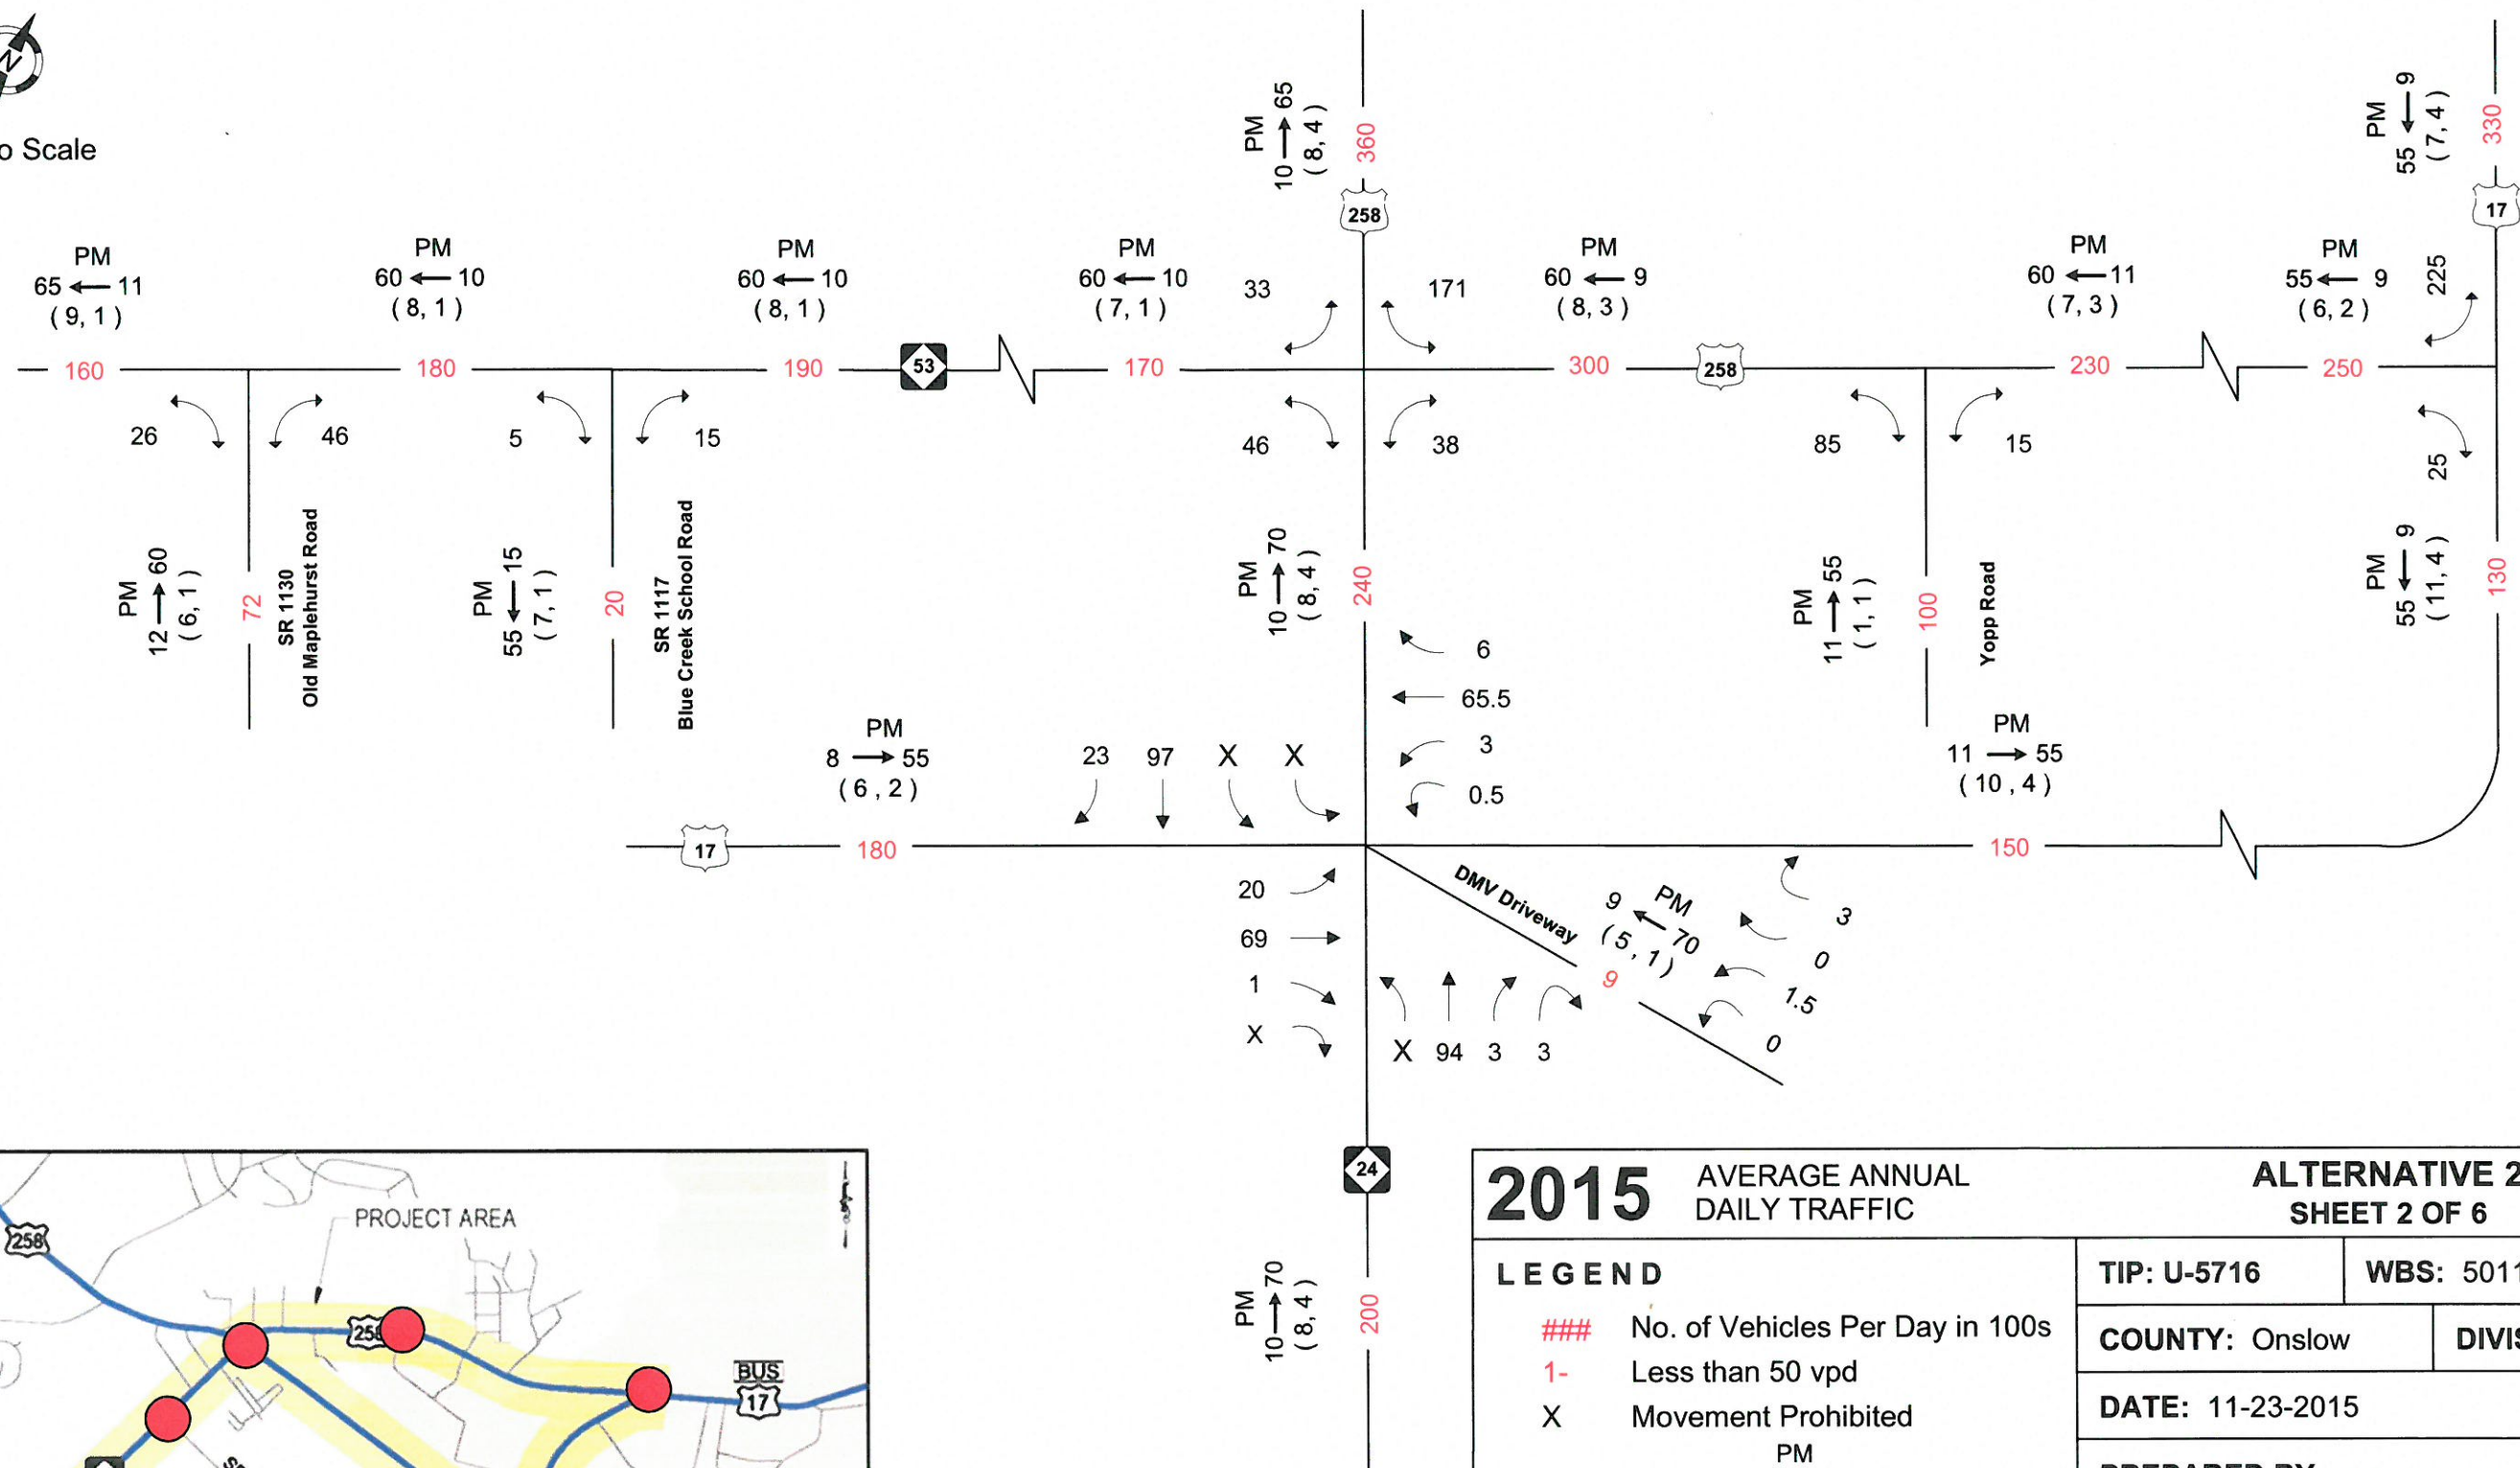 N
o Scale
PM
65 ← 11
( 9, 1 )
160
PM
60 ← 10
( 8, 1 )
180
PM
60 ← 10
( 8, 1 )
190
53
PM
60 ← 10
( 7, 1 )
170
PM
10 → 65
( 8, 4 )
360
258
33
171
46
38
PM
60 ← 9
( 8, 3 )
300
258
PM
60 ← 11
( 7, 3 )
230
PM
55 ← 9
( 6, 2 )
250
PM
55 ← 9
( 7, 4 )
330
17
225
25
26
46
5
15
85
15
PM
12 → 60
( 6, 1 )
72
SR 1130
Old Maplehurst Road
PM
55 ← 15
( 7, 1 )
20
SR 1117
Blue Creek School Road
PM
10 → 70
( 8, 4 )
240
PM
11 → 55
( 1, 1 )
100
Yopp Road
PM
55 ← 9
( 11, 4 )
130
6
65.5
3
0.5
PM
8 → 55
( 6 , 2 )
17
180
23 97 X X
PM
11 → 55
( 10 , 4 )
150
20
69
1
X
X 94 3 3
DMV Driveway
PM
9 ← 70
( 5 , 1 )
9
3
0
1.5
0
24
PM
10 → 70
( 8, 4 )
200
PROJECT AREA
258
258
BUS
17
2015 AVERAGE ANNUAL
DAILY TRAFFIC
ALTERNATIVE 2
SHEET 2 OF 6
LEGEND
### No. of Vehicles Per Day in 100s
1- Less than 50 vpd
X Movement Prohibited
PM
TIP: U-5716 WBS: 5011
COUNTY: Onslow DIVIS
DATE: 11-23-2015
PREPARED BY